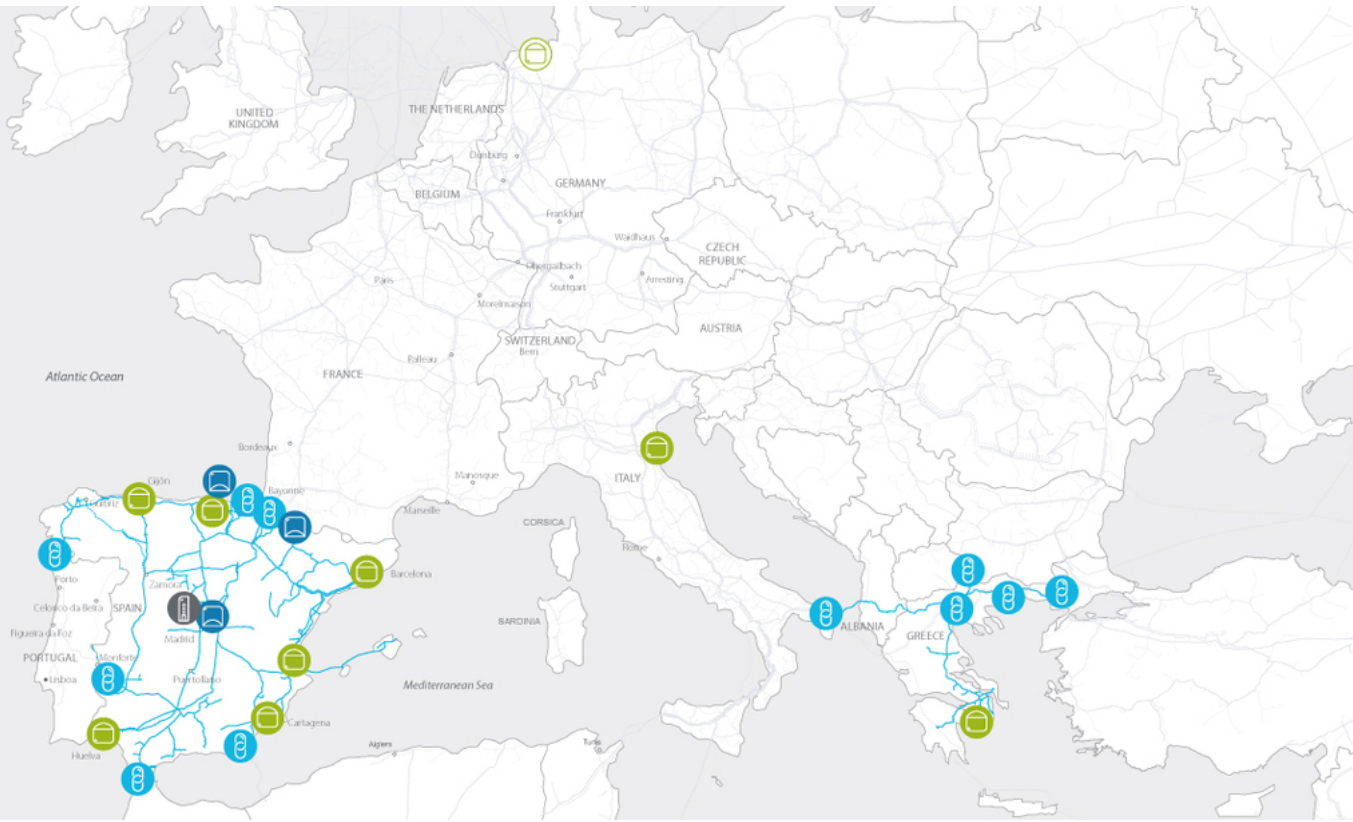 UNITED
KINGDOM
THE NETHERLANDS
Duisburg
BELGIUM
GERMANY
Frankfurt
Waidhaus
CZECH
REPUBLIC
Obergailbach
Paris
Stuttgart
Arresting
Morelmaison
AUSTRIA
SWITZERLAND
Bern
Palleau
Atlantic Ocean
FRANCE
Bordeaux
Manosque
ITALY
Gijón
Bayonne
Marseille
CORSICA
Rome
Barcelona
Porto
Zamora
Celorico da Beira
SPAIN
SARDINIA
ALBANIA
Figueira da Foz
Madrid
GREECE
PORTUGAL
Monforte
Lisboa
Puertollano
Mediterranean Sea
Cartagena
Huelva
Algiers
Tunis